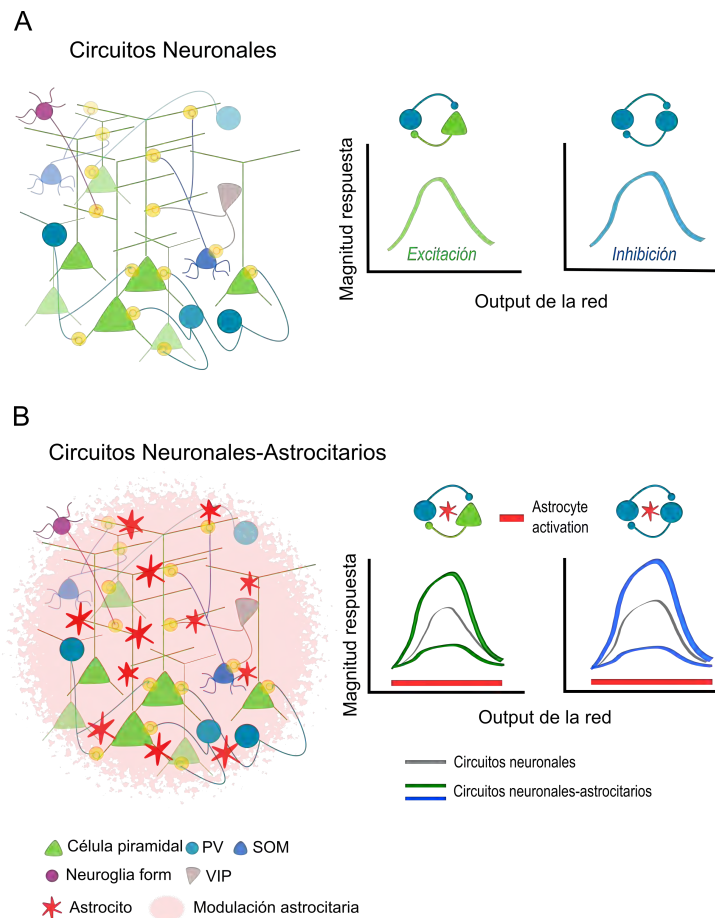 A
Circuitos Neuronales
Magnitud respuesta
Excitación
Inhibición
Output de la red
B
Circuitos Neuronales-Astrocitarios
Astrocyte
activation
Magnitud respuesta
Output de la red
Circuitos neuronales
Circuitos neuronales-astrocitarios
Célula piramidal
PV
SOM
Neuroglia form
VIP
Astrocito
Modulación astrocitaria